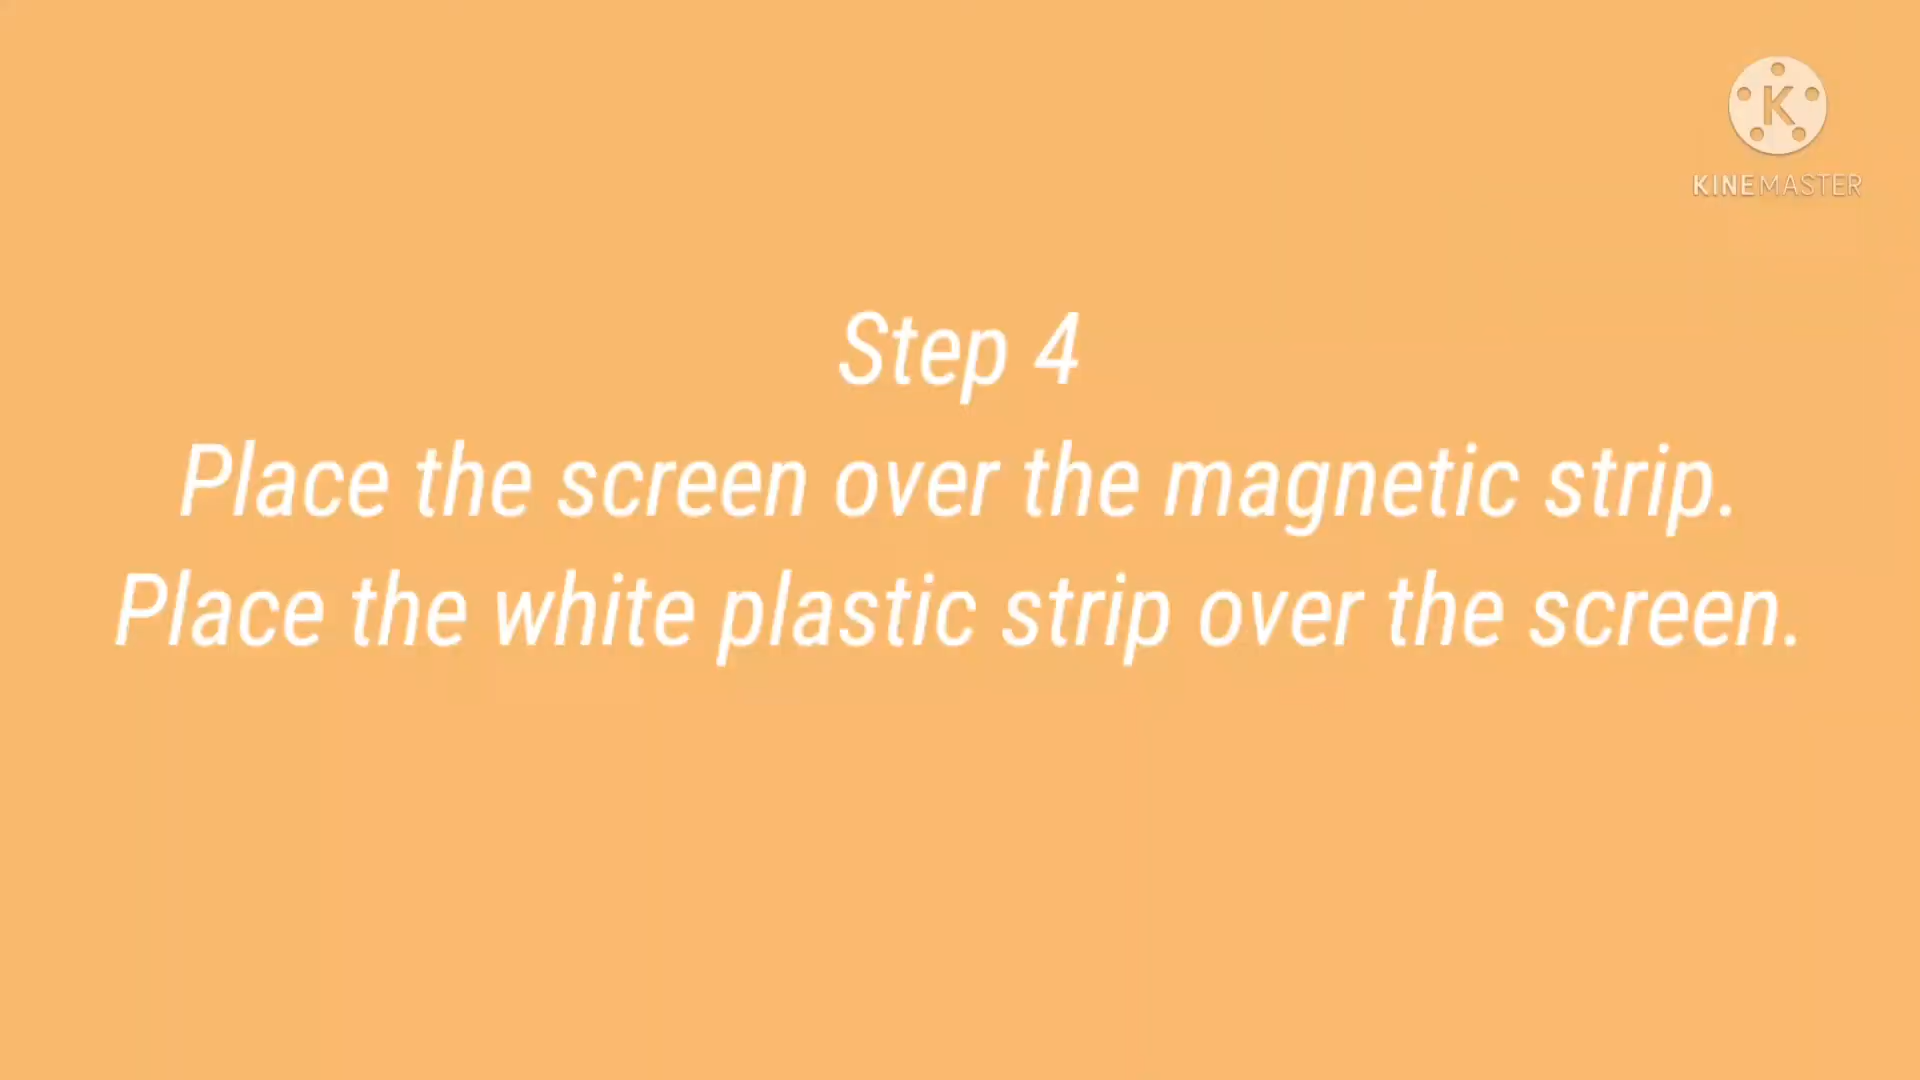 K
KINEMASTER
Step 4
Place the screen over the magnetic strip.
Place the white plastic strip over the screen.